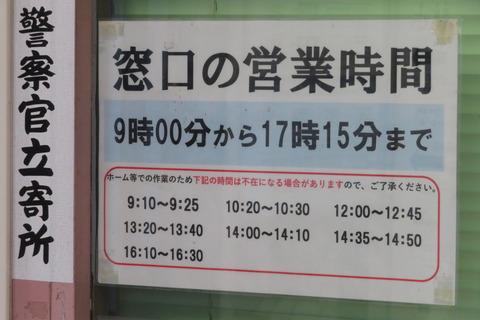 警察官立寄所
窓口の営業時間
9時00分から17時15分まで
ホーム等での作業のため下記の時間は不在になる場合がありますので、ご了承ください。
9:10～9:25 10:20～10:30 12:00～12:45
13:20～13:40 14:00～14:10 14:35～14:50
16:10～16:30